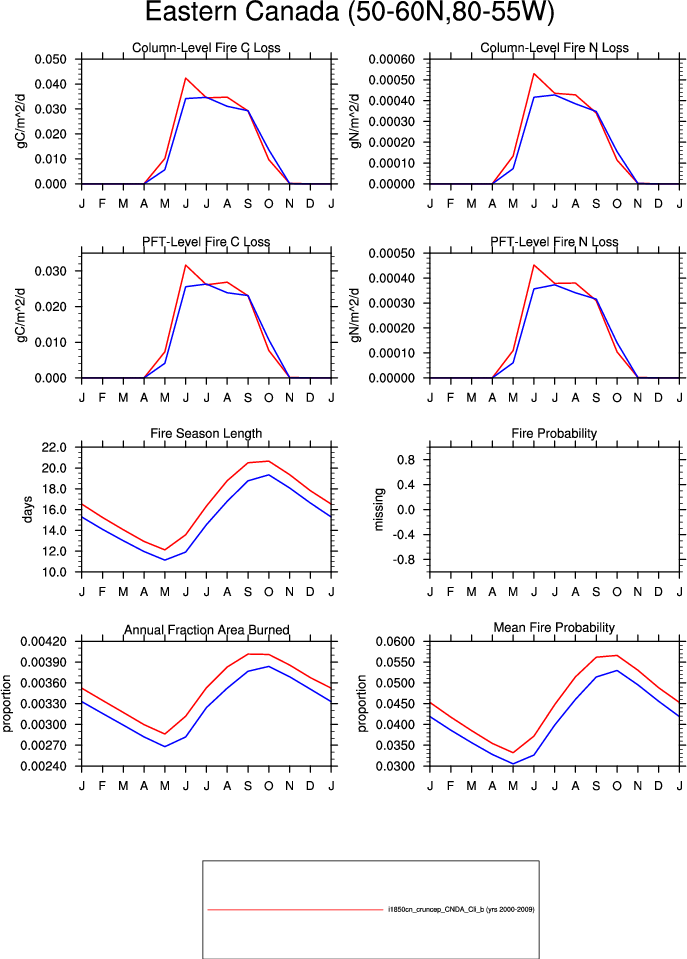 Eastern Canada (50-60N,80-55W)
Column-Level Fire C Loss
gC/m^2/d
0.050
0.040
0.030
0.020
0.010
0.000
J F M A M J J A S O N D J
Column-Level Fire N Loss
gN/m^2/d
0.00060
0.00050
0.00040
0.00030
0.00020
0.00010
0.00000
J F M A M J J A S O N D J
PFT-Level Fire C Loss
gC/m^2/d
0.030
0.020
0.010
0.000
J F M A M J J A S O N D J
PFT-Level Fire N Loss
gN/m^2/d
0.00050
0.00040
0.00030
0.00020
0.00010
0.00000
J F M A M J J A S O N D J
Fire Season Length
days
22.0
20.0
18.0
16.0
14.0
12.0
10.0
J F M A M J J A S O N D J
Fire Probability
missing
0.8
0.4
0.0
-0.4
-0.8
J F M A M J J A S O N D J
Annual Fraction Area Burned
proportion
0.00420
0.00390
0.00360
0.00330
0.00300
0.00270
0.00240
J F M A M J J A S O N D J
Mean Fire Probability
proportion
0.0600
0.0550
0.0500
0.0450
0.0400
0.0350
0.0300
J F M A M J J A S O N D J
i1850cn_cruncep_CNDA_Cli_b (yrs 2000-2009)